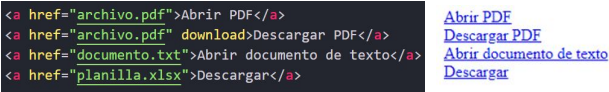 <a href="archivo.pdf">Abrir PDF</a>
<a href="archivo.pdf" download>Descargar PDF</a>
<a href="documento.txt">Abrir documento de texto</a>
<a href="planilla.xlsx">Descargar</a>
Abrir PDF
Descargar PDF
Abrir documento de texto
Descargar